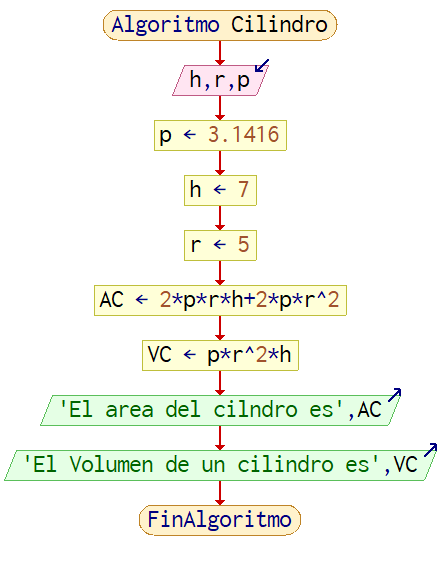 Algoritmo Cilindro
h,r,p
p ← 3.1416
h ← 7
r ← 5
AC ← 2*p*r*h+2*p*r^2
VC ← p*r^2*h
'El area del cilndro es',AC
'El Volumen de un cilindro es',VC
FinAlgoritmo